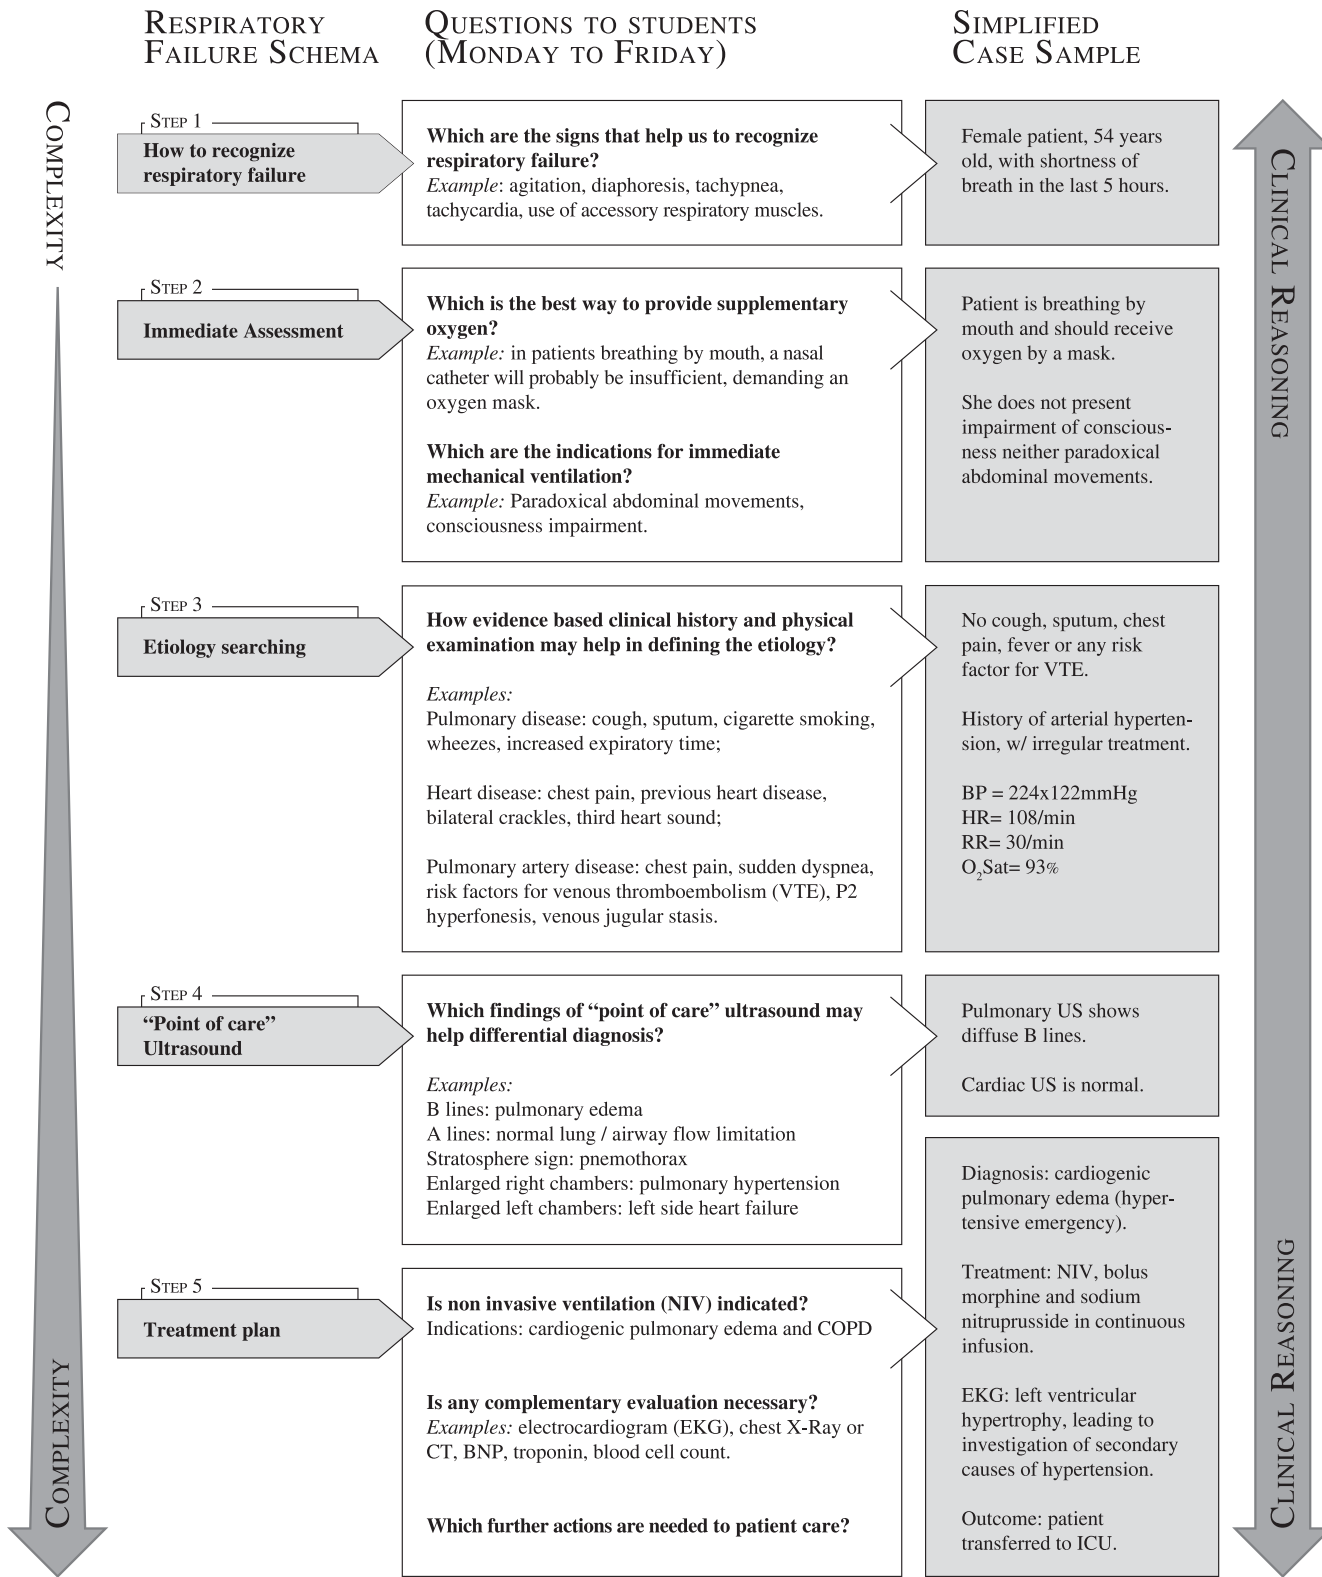 RESPIRATORY
FAILURE SCHEMA
QUESTIONS TO STUDENTS
(MONDAY TO FRIDAY)
SIMPLIFIED
CASE SAMPLE
COMPLEXITY
STEP 1
How to recognize
respiratory failure
Which are the signs that help us to recognize
respiratory failure?
Example: agitation, diaphoresis, tachypnea,
tachycardia, use of accessory respiratory muscles.
Female patient, 54 years
old, with shortness of
breath in the last 5 hours.
CLINICAL REASONING
STEP 2
Immediate Assessment
Which is the best way to provide supplementary
oxygen?
Example: in patients breathing by mouth, a nasal
catheter will probably be insufficient, demanding an
oxygen mask.
Which are the indications for immediate
mechanical ventilation?
Example: Paradoxical abdominal movements,
consciousness impairment.
Patient is breathing by
mouth and should receive
oxygen by a mask.
She does not present
impairment of conscious-
ness neither paradoxical
abdominal movements.
STEP 3
Etiology searching
How evidence based clinical history and physical
examination may help in defining the etiology?
Examples:
Pulmonary disease: cough, sputum, cigarette smoking,
wheezes, increased expiratory time;
Heart disease: chest pain, previous heart disease,
bilateral crackles, third heart sound;
Pulmonary artery disease: chest pain, sudden dyspnea,
risk factors for venous thromboembolism (VTE), P2
hyperfonesis, venous jugular stasis.
No cough, sputum, chest
pain, fever or any risk
factor for VTE.
History of arterial hyperten-
sion, w/ irregular treatment.
BP = 224x122mmHg
HR= 108/min
RR= 30/min
O₂Sat= 93%
STEP 4
“Point of care”
Ultrasound
Which findings of “point of care” ultrasound may
help differential diagnosis?
Examples:
B lines: pulmonary edema
A lines: normal lung / airway flow limitation
Stratosphere sign: pnemothorax
Enlarged right chambers: pulmonary hypertension
Enlarged left chambers: left side heart failure
Pulmonary US shows
diffuse B lines.
Cardiac US is normal.
STEP 5
Treatment plan
Is non invasive ventilation (NIV) indicated?
Indications: cardiogenic pulmonary edema and COPD
Is any complementary evaluation necessary?
Examples: electrocardiogram (EKG), chest X-Ray or
CT, BNP, troponin, blood cell count.
Which further actions are needed to patient care?
Diagnosis: cardiogenic
pulmonary edema (hyper-
tensive emergency).
Treatment: NIV, bolus
morphine and sodium
nitruprusside in continuous
infusion.
EKG: left ventricular
hypertrophy, leading to
investigation of secondary
causes of hypertension.
Outcome: patient
transferred to ICU.
COMPLEXITY
CLINICAL REASONING